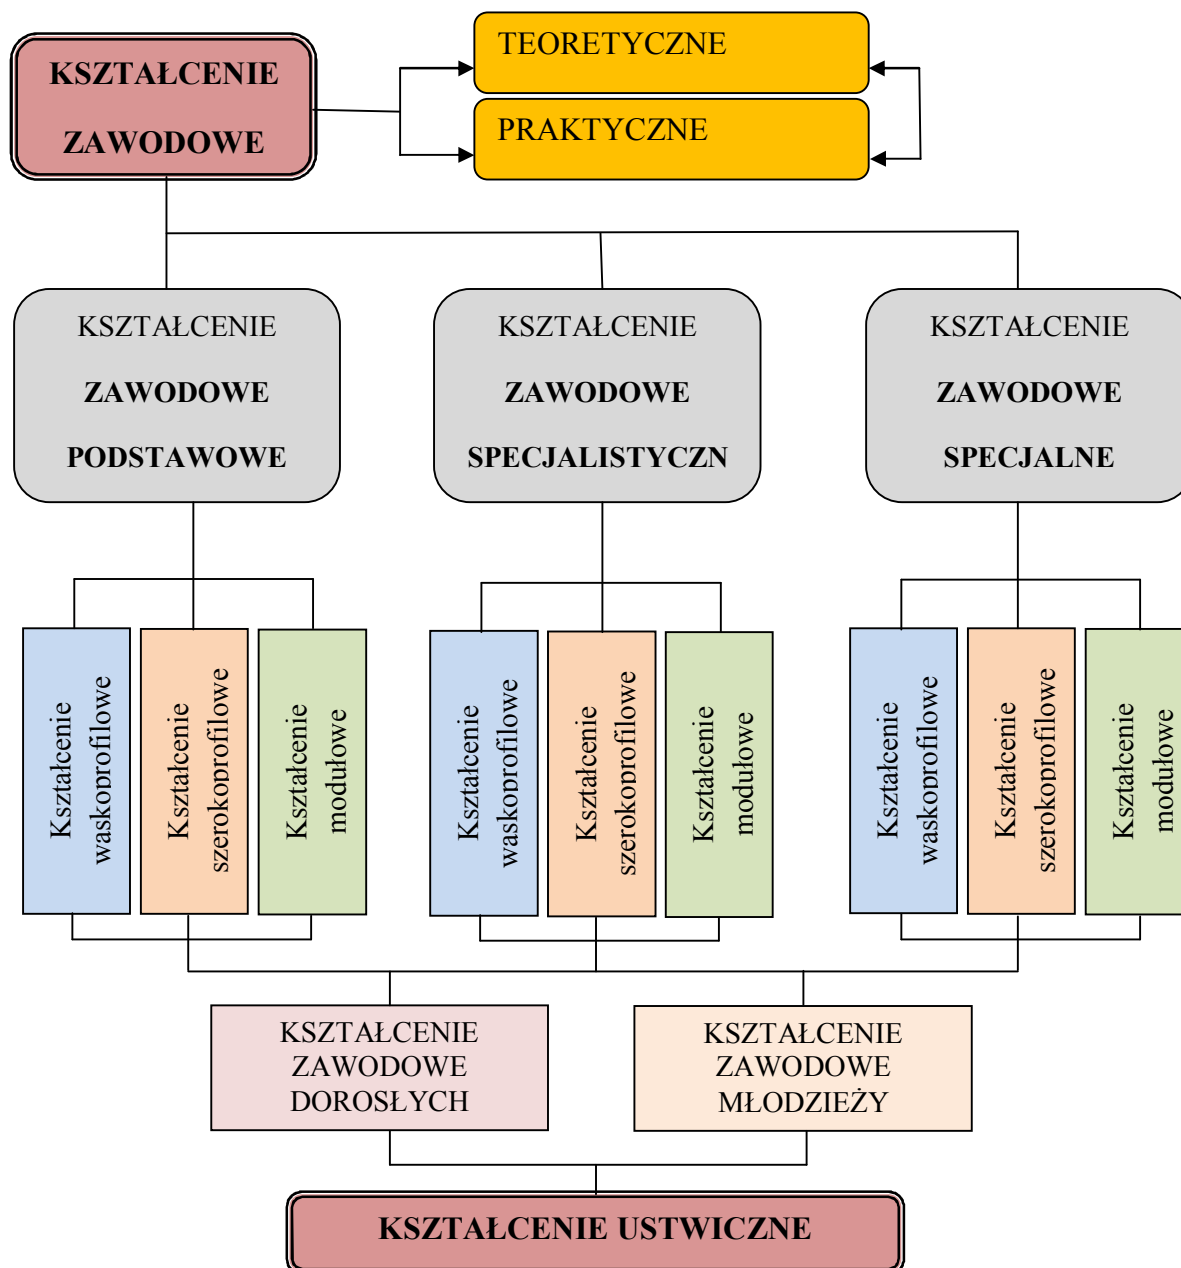 KSZTAŁCENIE
ZAWODOWE
TEORETYCZNE
PRAKTYCZNE
KSZTAŁCENIE
ZAWODOWE
PODSTAWOWE
KSZTAŁCENIE
ZAWODOWE
SPECJALISTYCZN
KSZTAŁCENIE
ZAWODOWE
SPECJALNE
Kształcenie
waskoprofilowe
Kształcenie
szerokoprofilowe
Kształcenie
modułowe
Kształcenie
waskoprofilowe
Kształcenie
szerokoprofilowe
Kształcenie
modułowe
Kształcenie
waskoprofilowe
Kształcenie
szerokoprofilowe
Kształcenie
modułowe
KSZTAŁCENIE
ZAWODOWE
DOROSŁYCH
KSZTAŁCENIE
ZAWODOWE
MŁODZIEŻY
KSZTAŁCENIE USTWICZNE